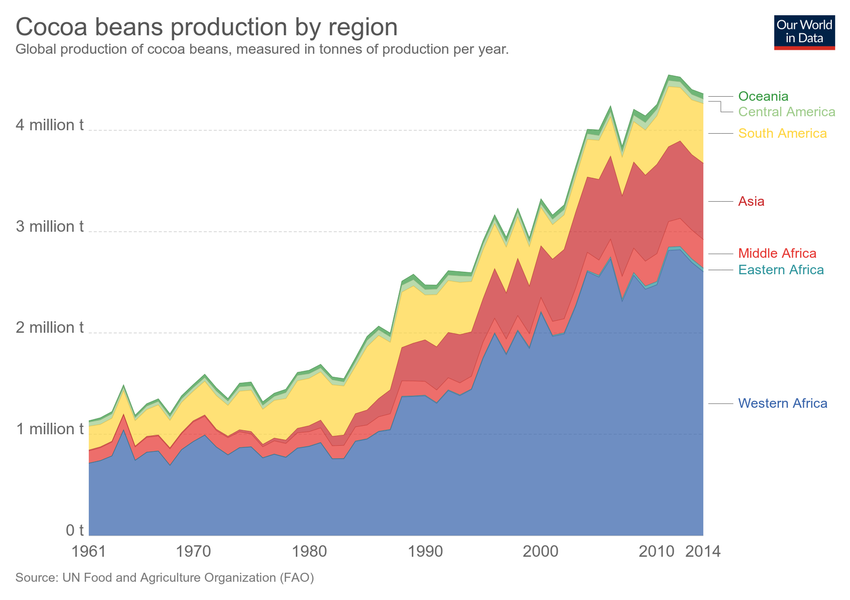 Cocoa beans production by region
Global production of cocoa beans, measured in tonnes of production per year.
Our World
in Data
4 million t
3 million t
2 million t
1 million t
0 t
1961
1970
1980
1990
2000
2010
2014
Oceania
Central America
South America
Asia
Middle Africa
Eastern Africa
Western Africa
Source: UN Food and Agriculture Organization (FAO)